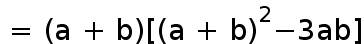 = (a + b)[(a + b)²−3ab]